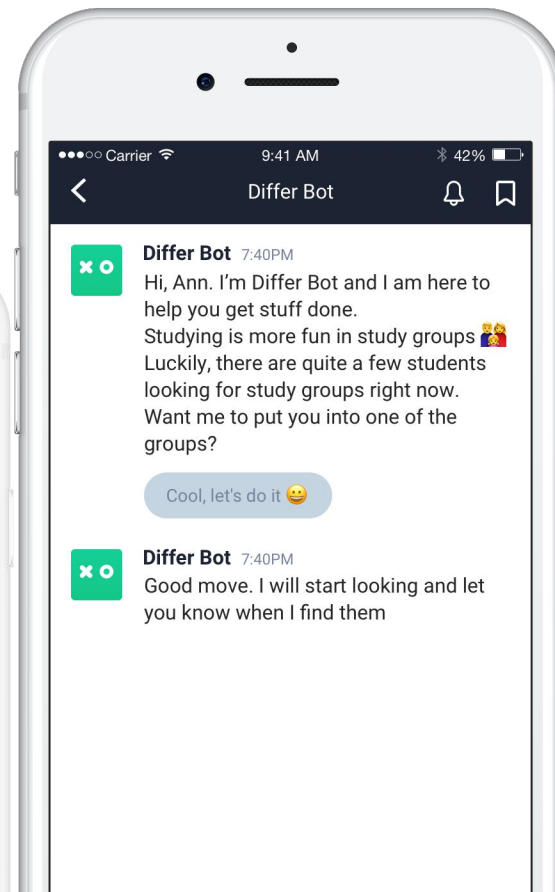 Carrier 9:41 AM 42%
Differ Bot
Differ Bot 7:40PM
Hi, Ann. I’m Differ Bot and I am here to
help you get stuff done.
Studying is more fun in study groups 👨‍👩‍👧
Luckily, there are quite a few students
looking for study groups right now.
Want me to put you into one of the
groups?
Cool, let's do it 😀
Differ Bot 7:40PM
Good move. I will start looking and let
you know when I find them